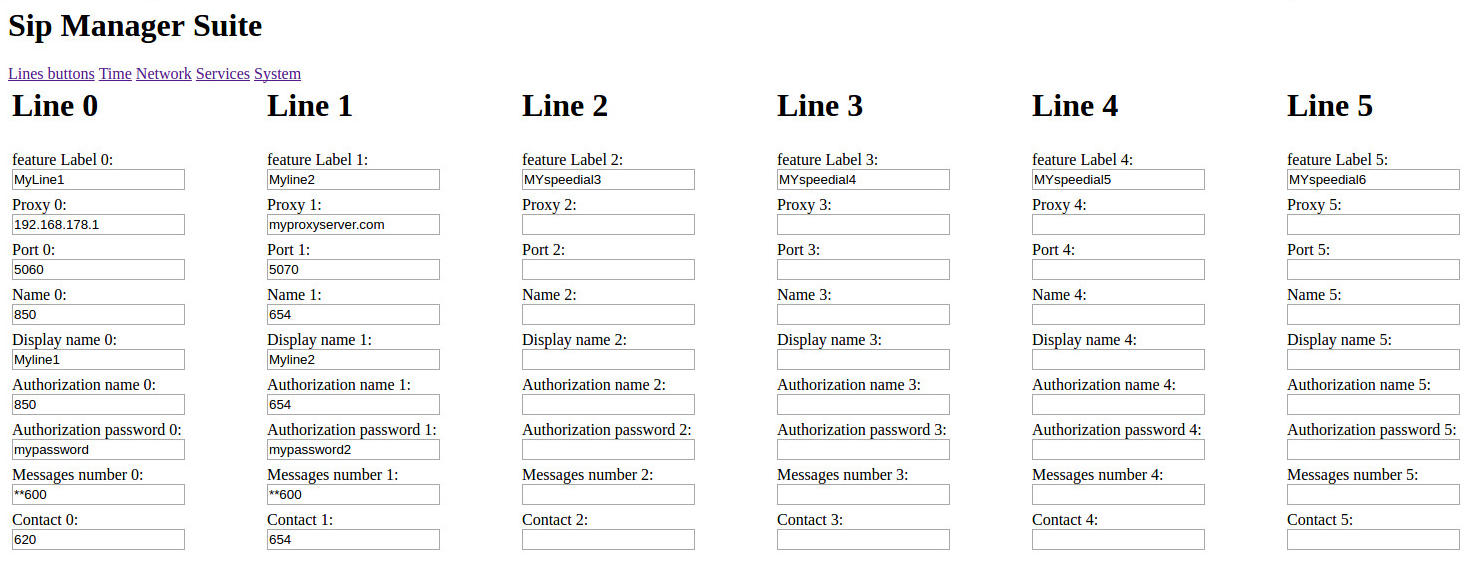 Sip Manager Suite
Lines buttons Time Network Services System
Line 0 Line 1 Line 2 Line 3 Line 4 Line 5
feature Label 0: feature Label 1: feature Label 2: feature Label 3: feature Label 4: feature Label 5:
MyLine1 Myline2 MYspeedial3 MYspeedial4 MYspeedial5 MYspeedial6
Proxy 0: Proxy 1: Proxy 2: Proxy 3: Proxy 4: Proxy 5:
192.168.178.1 myproxyserver.com
Port 0: Port 1: Port 2: Port 3: Port 4: Port 5:
5060 5070
Name 0: Name 1: Name 2: Name 3: Name 4: Name 5:
850 654
Display name 0: Display name 1: Display name 2: Display name 3: Display name 4: Display name 5:
Myline1 Myline2
Authorization name 0: Authorization name 1: Authorization name 2: Authorization name 3: Authorization name 4: Authorization name 5:
850 654
Authorization password 0: Authorization password 1: Authorization password 2: Authorization password 3: Authorization password 4: Authorization password 5:
mypassword mypassword2
Messages number 0: Messages number 1: Messages number 2: Messages number 3: Messages number 4: Messages number 5:
**600 **600
Contact 0: Contact 1: Contact 2: Contact 3: Contact 4: Contact 5:
620 654